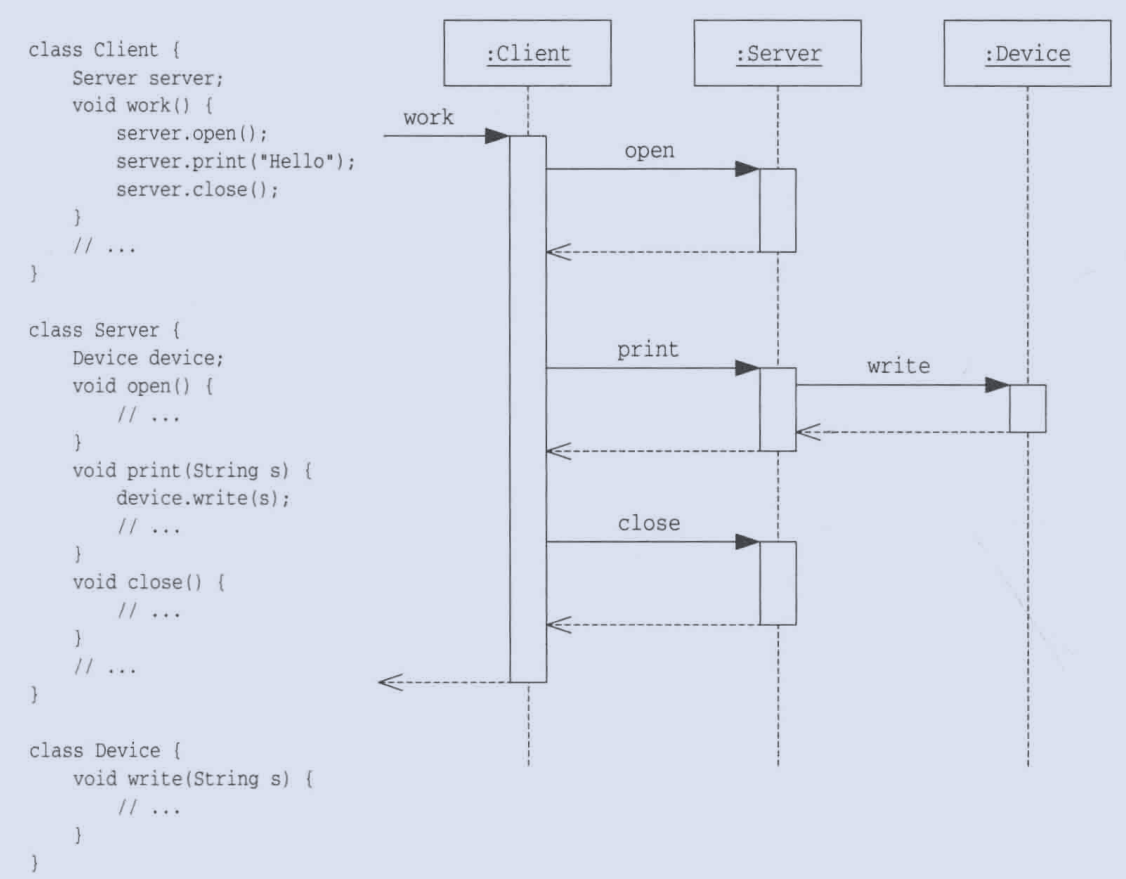 class Client {
    Server server;
    void work() {
        server.open();
        server.print("Hello");
        server.close();
    }
    // ...
}

class Server {
    Device device;
    void open() {
        // ...
    }
    void print(String s) {
        device.write(s);
        // ...
    }
    void close() {
        // ...
    }
    // ...
}

class Device {
    void write(String s) {
        // ...
    }
}
:Client
:Server
:Device
work
open
print
write
close